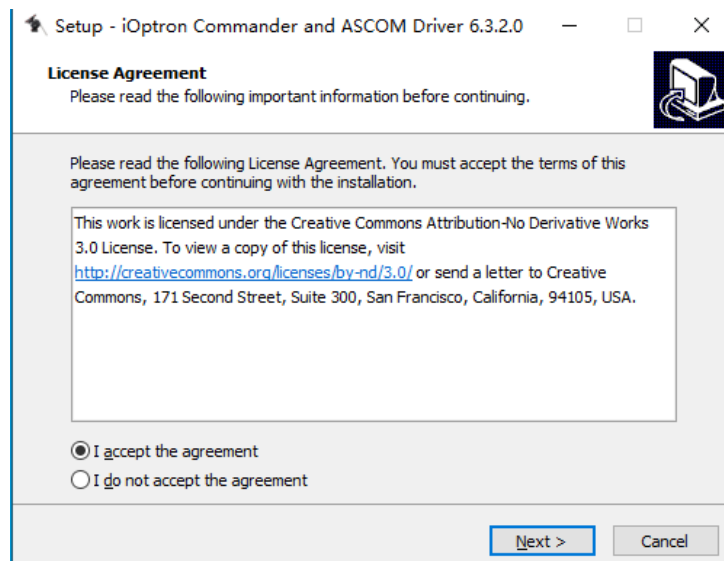 Setup - iOptron Commander and ASCOM Driver 6.3.2.0
License Agreement
Please read the following important information before continuing.
Please read the following License Agreement. You must accept the terms of this
agreement before continuing with the installation.
This work is licensed under the Creative Commons Attribution-No Derivative Works
3.0 License. To view a copy of this license, visit
http://creativecommons.org/licenses/by-nd/3.0/ or send a letter to Creative
Commons, 171 Second Street, Suite 300, San Francisco, California, 94105, USA.
I accept the agreement
I do not accept the agreement
Next >
Cancel